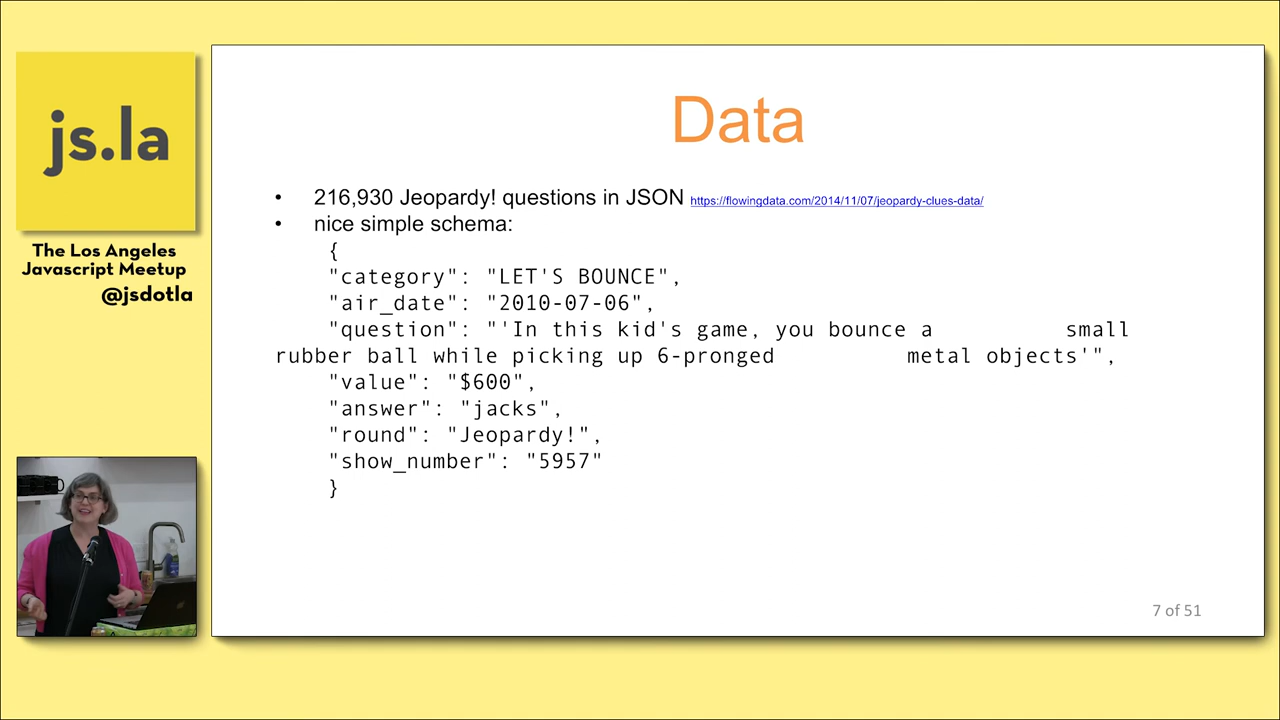 js.la
The Los Angeles
Javascript Meetup
@jsdotla
Data
• 216,930 Jeopardy! questions in JSON https://flowingdata.com/2014/11/07/jeopardy-clues-data/
• nice simple schema:
{
"category": "LET'S BOUNCE",
"air_date": "2010-07-06",
"question": "'In this kid's game, you bounce a small
rubber ball while picking up 6-pronged metal objects'",
"value": "$600",
"answer": "jacks",
"round": "Jeopardy!",
"show_number": "5957"
}
7 of 51